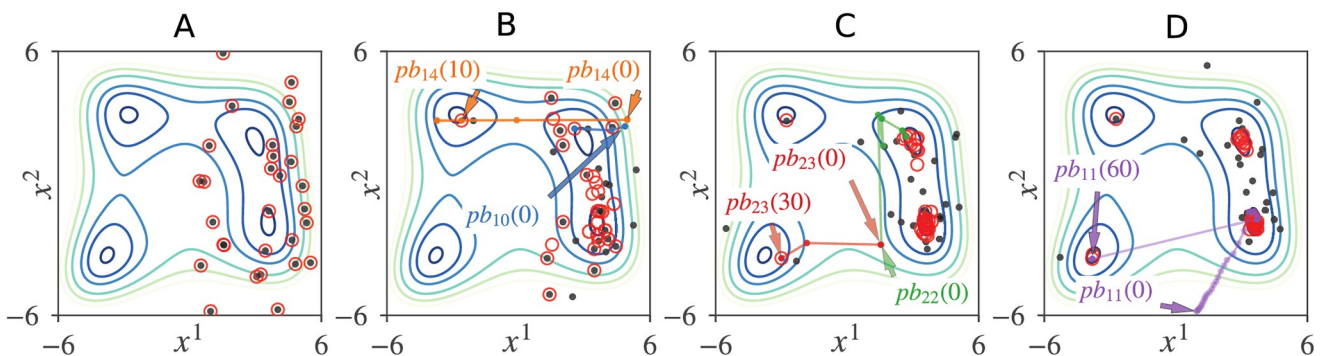 A
B
C
D
6
x²
−6
−6
x¹
6
6
pb₁₄(10)
pb₁₄(0)
x²
pb₁₀(0)
−6
−6
x¹
6
6
x²
pb₂₃(0)
pb₂₃(30)
pb₂₂(0)
−6
−6
x¹
6
6
x²
pb₁₁(60)
pb₁₁(0)
−6
−6
x¹
6